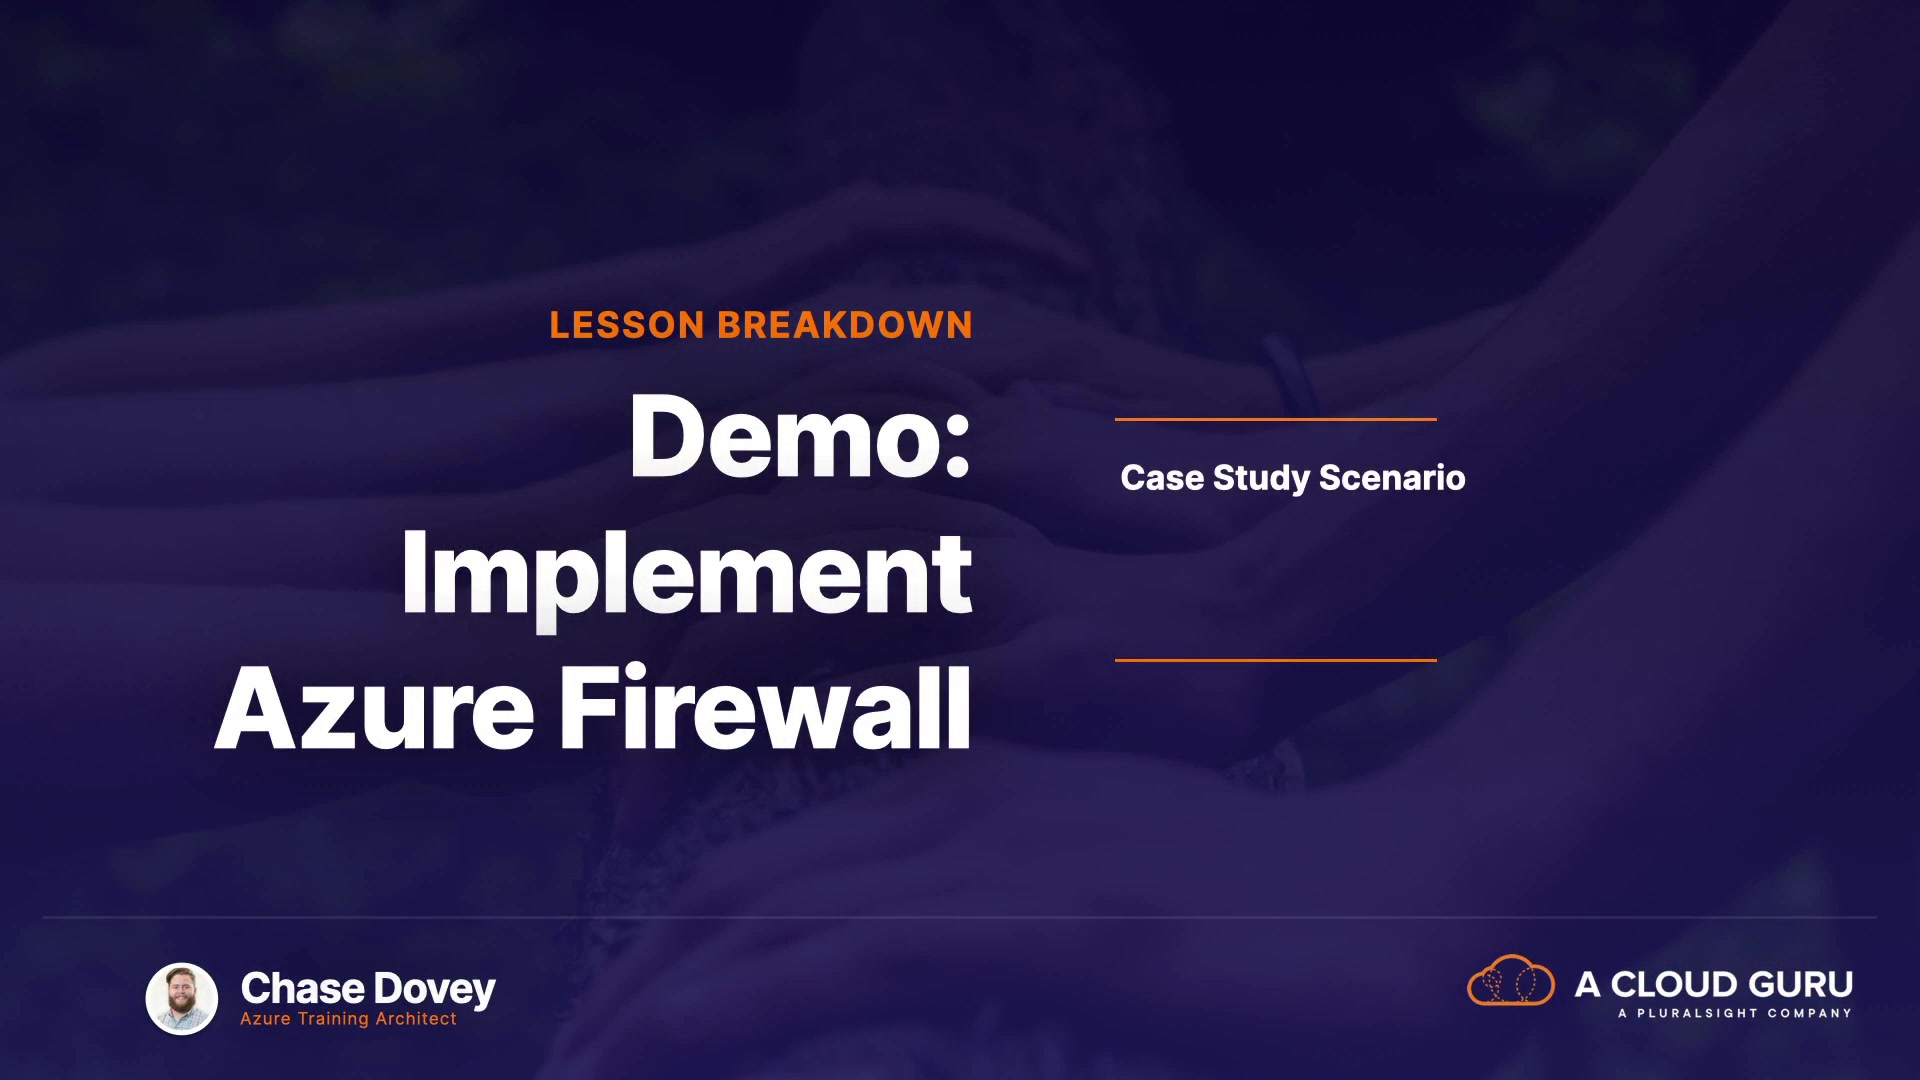 LESSON BREAKDOWN
Demo:
Implement
Azure Firewall
Case Study Scenario
Chase Dovey
Azure Training Architect
A CLOUD GURU
A PLURALSIGHT COMPANY